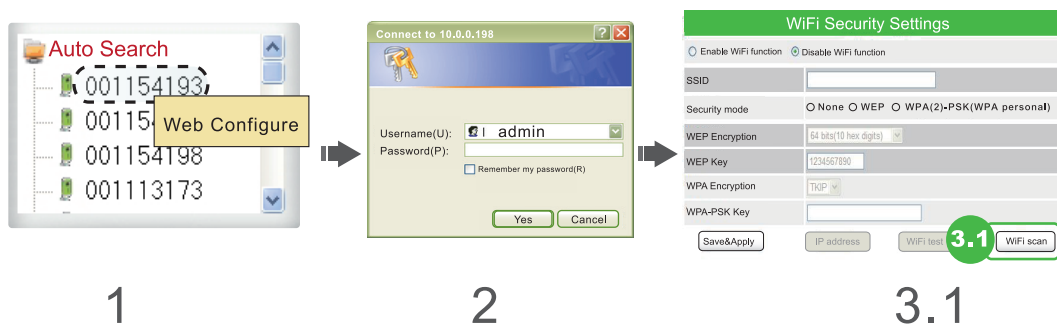 Auto Search
001154193
00115
Web Configure
001154198
001113173
1
Connect to 10.0.0.198
Username(U): admin
Password(P):
Remember my password(R)
Yes Cancel
2
WiFi Security Settings
Enable WiFi function Disable WiFi function
SSID
Security mode None WEP WPA(2)-PSK(WPA personal)
WEP Encryption 64 bits(10 hex digits)
WEP Key 1234567890
WPA Encryption TKIP
WPA-PSK Key
Save&Apply IP address WiFi test 3.1 WiFi scan
3.1